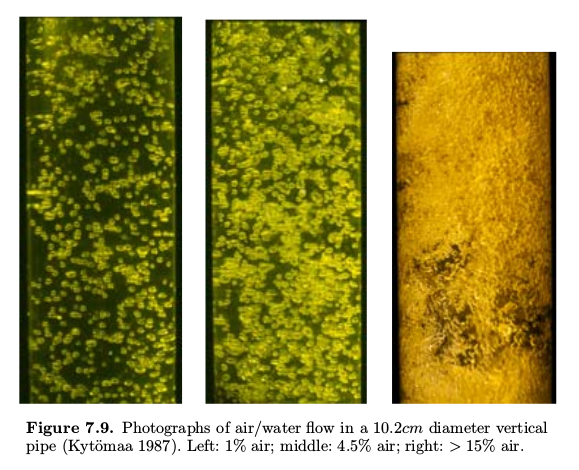 Figure 7.9. Photographs of air/water flow in a 10.2cm diameter vertical
pipe (Kytömaa 1987). Left: 1% air; middle: 4.5% air; right: > 15% air.